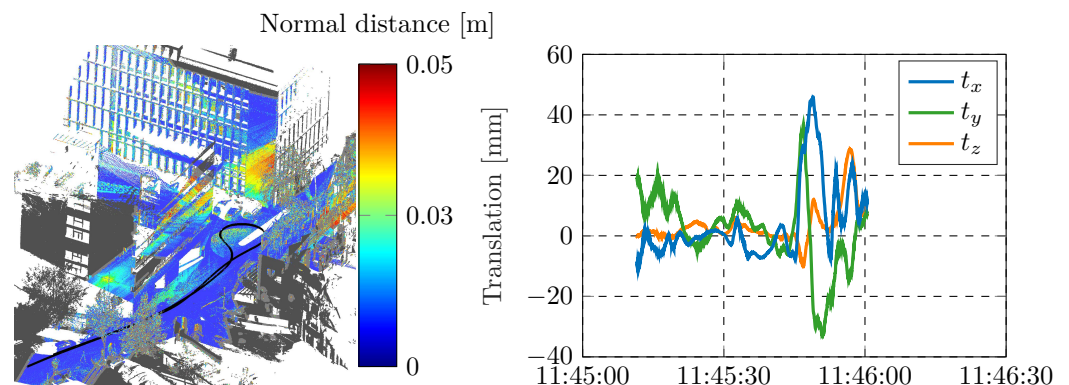 Normal distance [m]
0.05
0.03
0
Translation [mm]
60
40
20
0
−20
−40
11:45:00 11:45:30 11:46:00 11:46:30
t_x
t_y
t_z